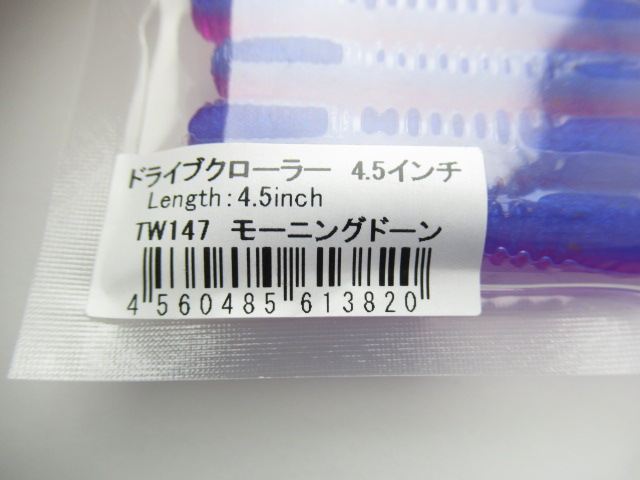 ドライブクローラー 4.5インチ
Length:4.5inch
TW147 モーニングドーン
4 560485 613820